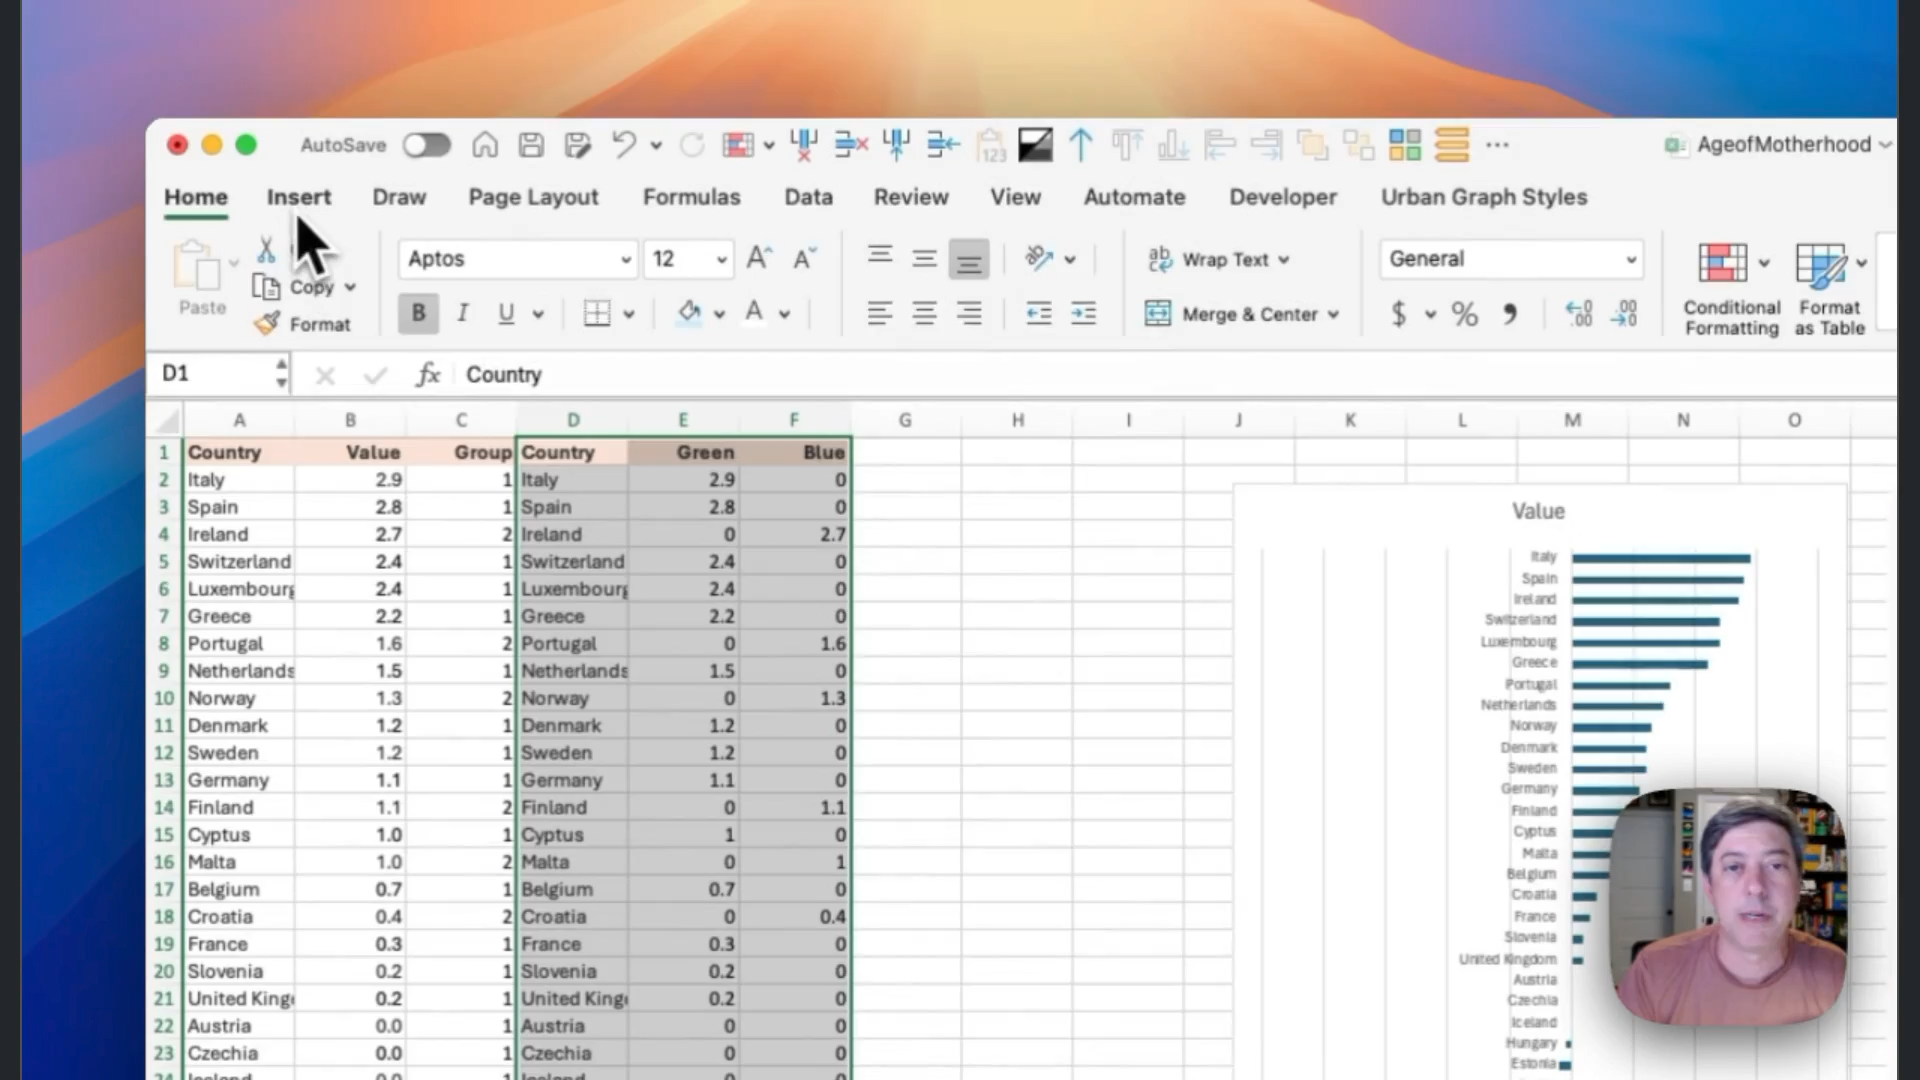 AutoSave
123
AgeofMotherhood
Home Insert Draw Page Layout Formulas Data Review View Automate Developer Urban Graph Styles
Paste
Copy
Format
Aptos 12
B I U
Wrap Text
Merge & Center
General
Conditional Formatting
Format as Table
D1 fx Country
A B C D E F G H I J K L M N O
1 Country Value Group Country Green Blue
2 Italy 2.9 1 Italy 2.9 0
3 Spain 2.8 1 Spain 2.8 0
4 Ireland 2.7 2 Ireland 0 2.7
5 Switzerland 2.4 1 Switzerland 2.4 0
6 Luxembourg 2.4 1 Luxembourg 2.4 0
7 Greece 2.2 1 Greece 2.2 0
8 Portugal 1.6 2 Portugal 0 1.6
9 Netherlands 1.5 1 Netherlands 1.5 0
10 Norway 1.3 2 Norway 0 1.3
11 Denmark 1.2 1 Denmark 1.2 0
12 Sweden 1.2 1 Sweden 1.2 0
13 Germany 1.1 1 Germany 1.1 0
14 Finland 1.1 2 Finland 0 1.1
15 Cyptus 1.0 1 Cyptus 1 0
16 Malta 1.0 2 Malta 0 1
17 Belgium 0.7 1 Belgium 0.7 0
18 Croatia 0.4 2 Croatia 0 0.4
19 France 0.3 1 France 0.3 0
20 Slovenia 0.2 1 Slovenia 0.2 0
21 United King 0.2 1 United King 0.2 0
22 Austria 0.0 1 Austria 0 0
23 Czechia 0.0 1 Czechia 0 0
Value
Italy
Spain
Ireland
Switzerland
Luxembourg
Greece
Portugal
Netherlands
Norway
Denmark
Sweden
Germany
Finland
Cyptus
Malta
Belgium
Croatia
France
Slovenia
United Kingdom
Austria
Czechia
Iceland
Hungary
Estonia